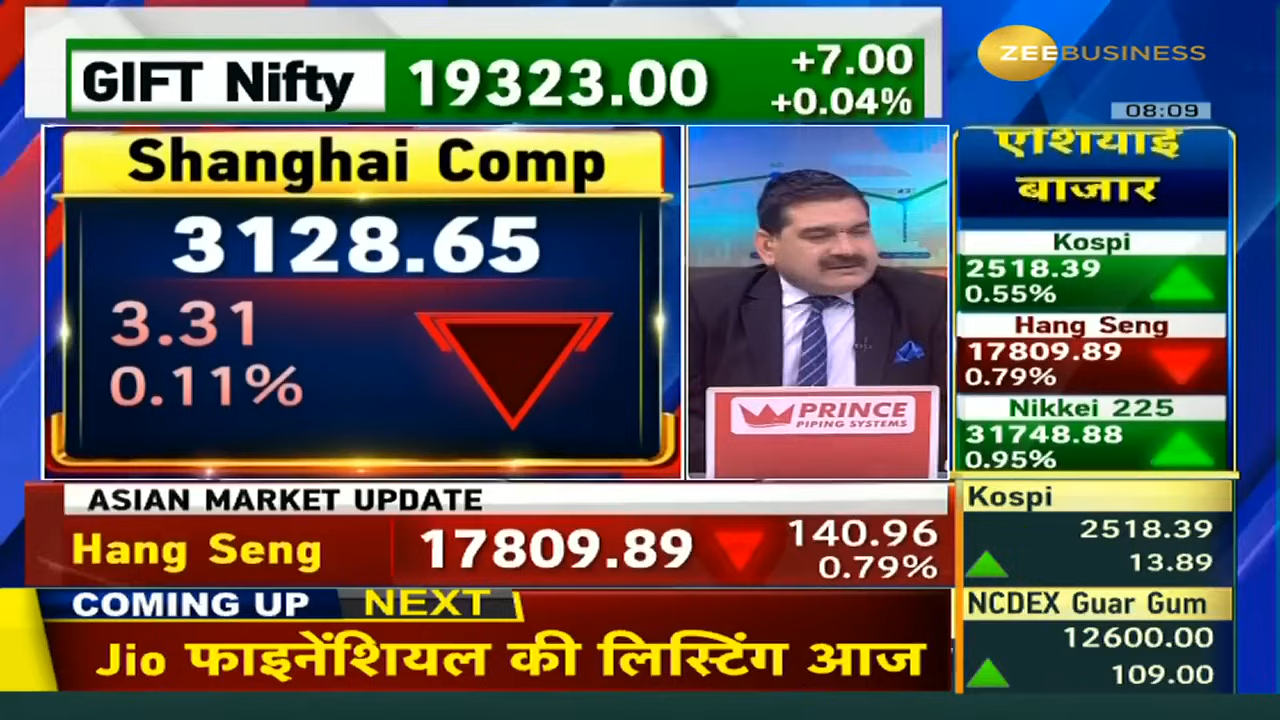 GIFT Nifty
19323.00
+7.00
+0.04%
ZEEBUSINESS
08:09
Shanghai Comp
3128.65
3.31
0.11%
PRINCE
PIPING SYSTEMS
एशियाई
बाजार
Kospi
2518.39
0.55%
Hang Seng
17809.89
0.79%
Nikkei 225
31748.88
0.95%
ASIAN MARKET UPDATE
Hang Seng
17809.89
140.96
0.79%
Kospi
2518.39
13.89
NCDEX Guar Gum
12600.00
109.00
COMING UP NEXT
Jio फाइनेंशियल की लिस्टिंग आज